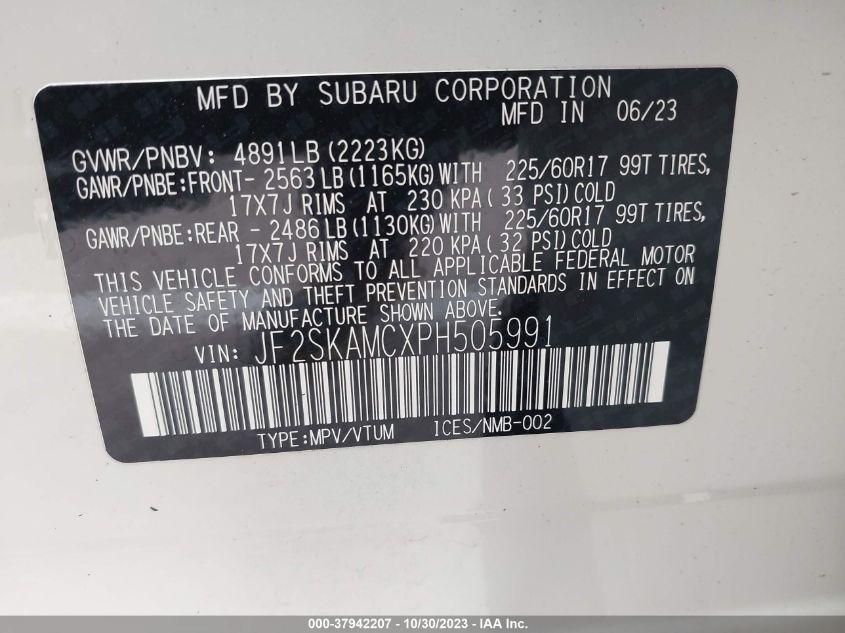 MFD BY SUBARU CORPORATION
MFD IN 06/23
GVWR/PNBV: 4891LB (2223KG)
GAWR/PNBE:FRONT- 2563LB(1165KG)WITH 225/60R17 99T TIRES,
17X7J RIMS AT 230 KPA( 33 PSI)COLD
GAWR/PNBE:REAR - 2486LB(1130KG)WITH 225/60R17 99T TIRES,
17X7J RIMS AT 220 KPA( 32 PSI)COLD
THIS VEHICLE CONFORMS TO ALL APPLICABLE FEDERAL MOTOR
VEHICLE SAFETY AND THEFT PREVENTION STANDARDS IN EFFECT ON
THE DATE OF MANUFACTURE SHOWN ABOVE.
VIN: JF2SKAMCXPH505991
TYPE:MPV/VTUM ICES/NMB-002
000-37942207 - 10/30/2023 - IAA Inc.